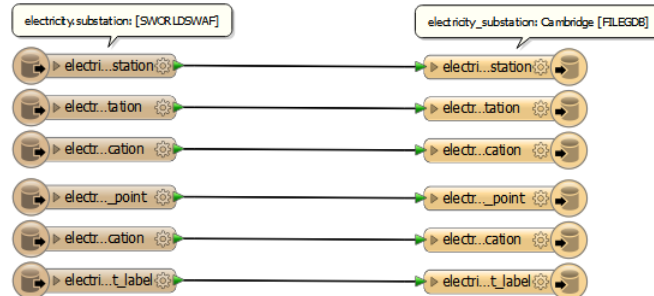 electricity.substation: [SWORLDSWAF]
electricity_substation: Cambridge [FILEGDB]
electri...station
electri...station
electr...tation
electr...tation
electr...cation
electr...cation
electr..._point
electr..._point
electr...cation
electr...cation
electri...t_label
electri...t_label